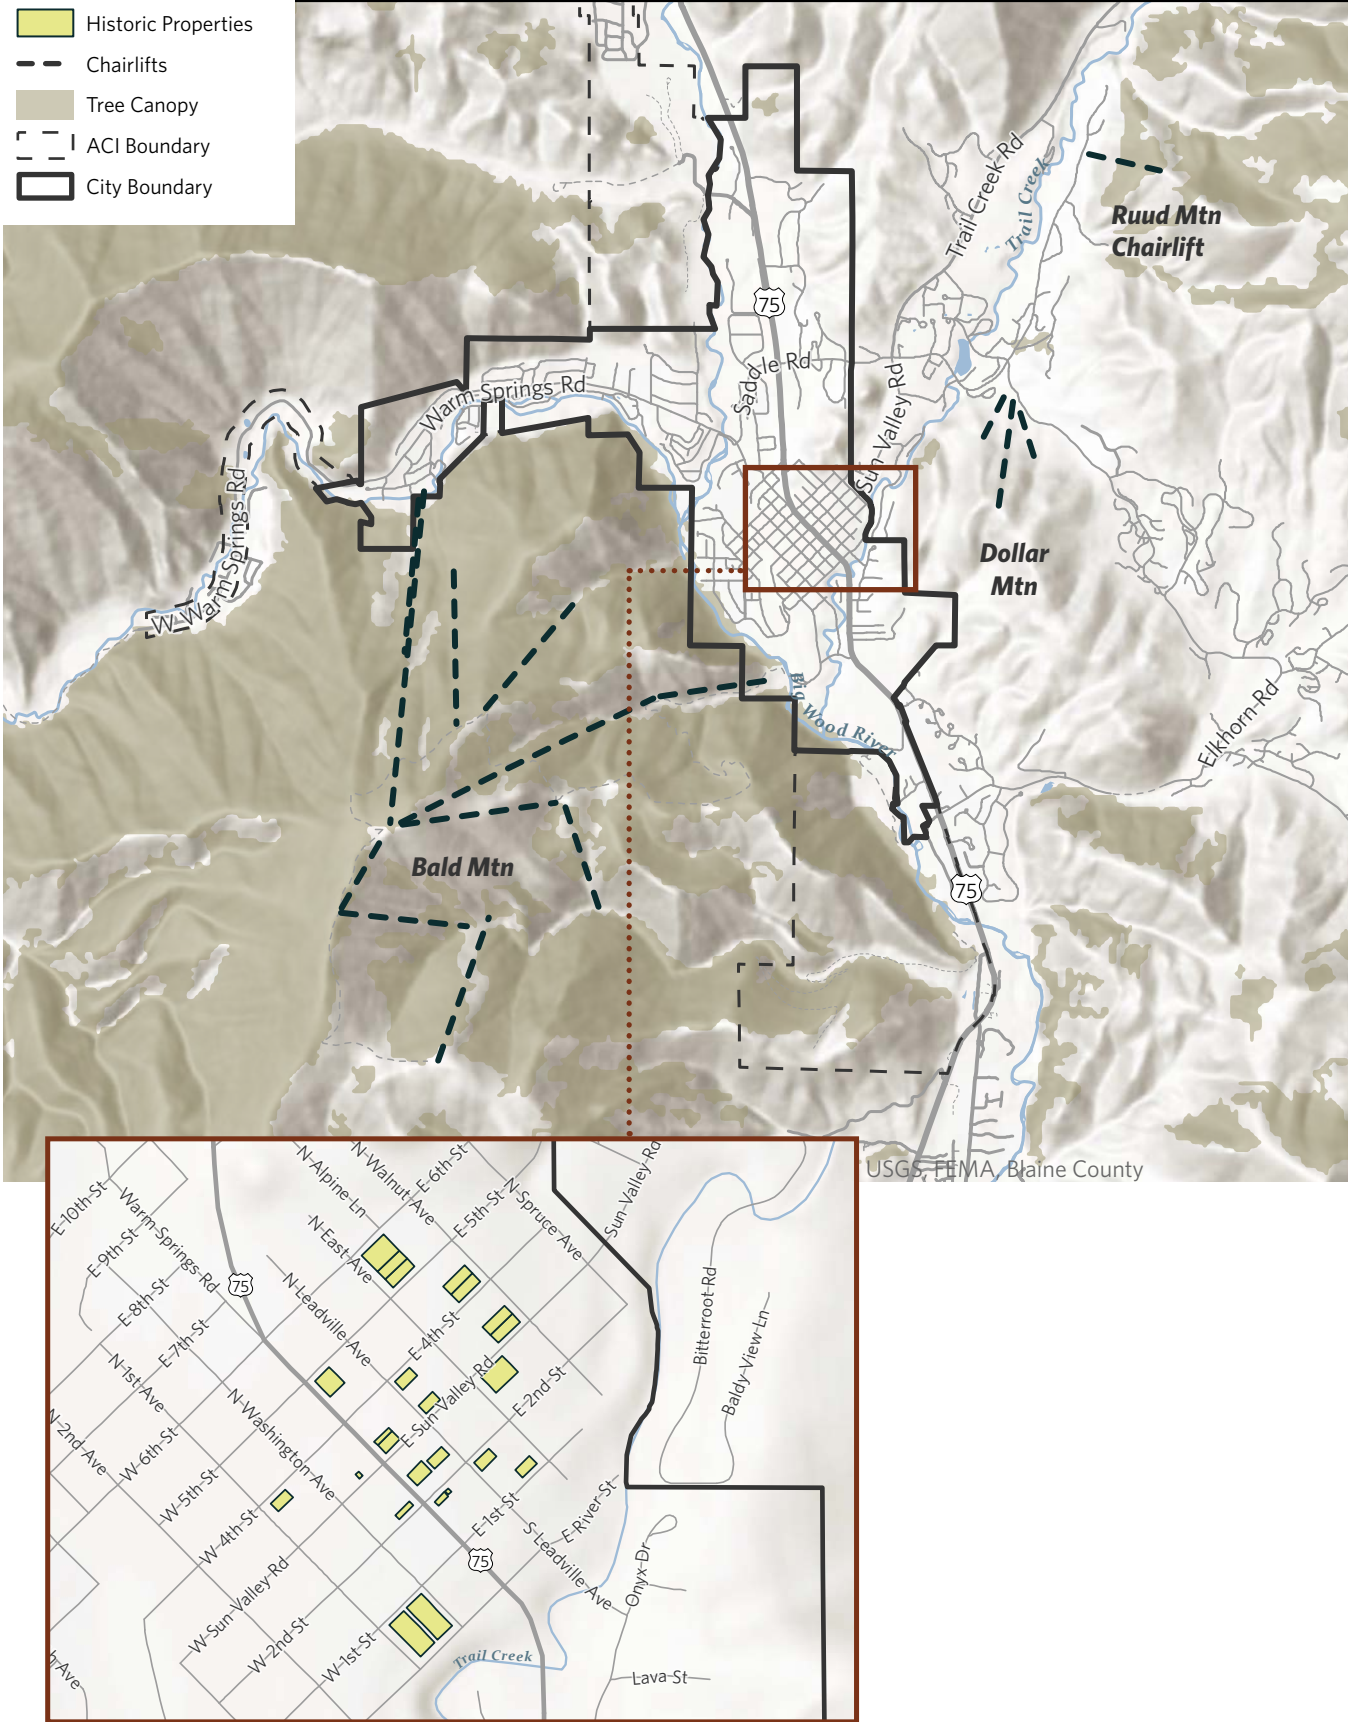 Historic Properties
Chairlifts
Tree Canopy
ACI Boundary
City Boundary
Trail Creek Rd
Trail Creek
Ruud Mtn
Chairlift
75
Saddle Rd
Warm Springs Rd
Sun Valley Rd
W Warm Springs Rd
Dollar
Mtn
Big Wood River
Elkhorn Rd
Bald Mtn
75
USGS, FEMA, Blaine County
E 10th St
Warm Springs Rd
E 9th St
E 8th St
E 7th St
N Alpine Ln
N Walnut Ave
E 6th St
E 5th St
N Spruce Ave
Sun Valley Rd
N East Ave
75
N Leadville Ave
E 4th St
Bitterroot Rd
Baldy View Ln
N 1st Ave
N Washington Ave
E Sun Valley Rd
E 2nd St
N 2nd Ave
W 6th St
W 5th St
W 4th St
E 1st St
E River St
S Leadville Ave
75
Onyx Dr
W Sun Valley Rd
W 2nd St
W 1st St
Trail Creek
Lava St
h Ave